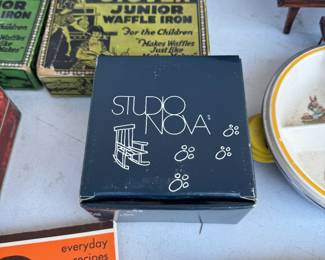 JUNIOR
WAFFLE IRON
For the Children
"Makes Waffles
Just Like
STUDIO
NOVA
everyday
recipes